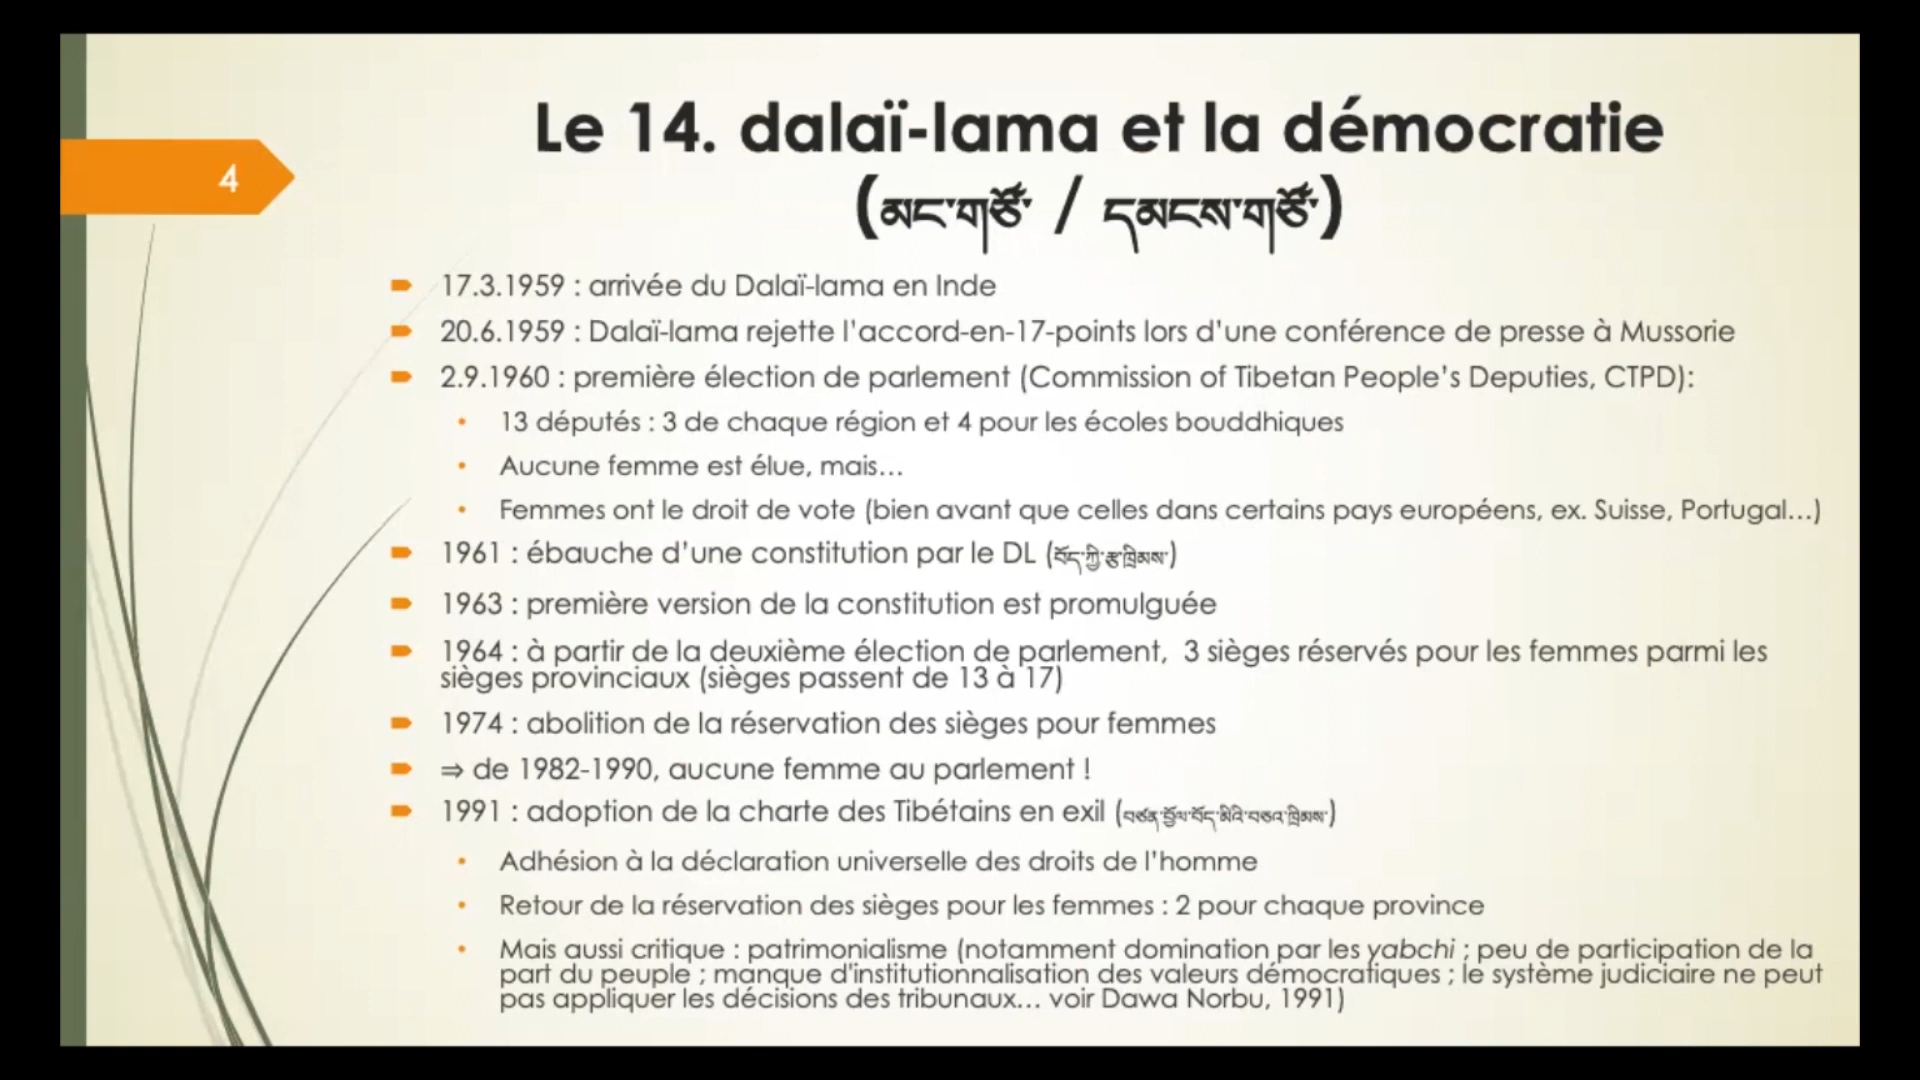 4
Le 14. dalaï-lama et la démocratie
(མང་གཙོ་ / དམངས་གཙོ་)
17.3.1959 : arrivée du Dalaï-lama en Inde
20.6.1959 : Dalaï-lama rejette l’accord-en-17-points lors d’une conférence de presse à Mussorie
2.9.1960 : première élection de parlement (Commission of Tibetan People’s Deputies, CTPD):
13 députés : 3 de chaque région et 4 pour les écoles bouddhiques
Aucune femme est élue, mais…
Femmes ont le droit de vote (bien avant que celles dans certains pays européens, ex. Suisse, Portugal…)
1961 : ébauche d’une constitution par le DL (བོད་ཀྱི་རྩ་ཁྲིམས་)
1963 : première version de la constitution est promulguée
1964 : à partir de la deuxième élection de parlement, 3 sièges réservés pour les femmes parmi les
sièges provinciaux (sièges passent de 13 à 17)
1974 : abolition de la réservation des sièges pour femmes
⇒ de 1982-1990, aucune femme au parlement !
1991 : adoption de la charte des Tibétains en exil (བཙན་བྱོལ་བོད་མིའི་བཅའ་ཁྲིམས་)
Adhésion à la déclaration universelle des droits de l’homme
Retour de la réservation des sièges pour les femmes : 2 pour chaque province
Mais aussi critique : patrimonialisme (notamment domination par les yabchi ; peu de participation de la
part du peuple ; manque d'institutionnalisation des valeurs démocratiques ; le système judiciaire ne peut
pas appliquer les décisions des tribunaux… voir Dawa Norbu, 1991)